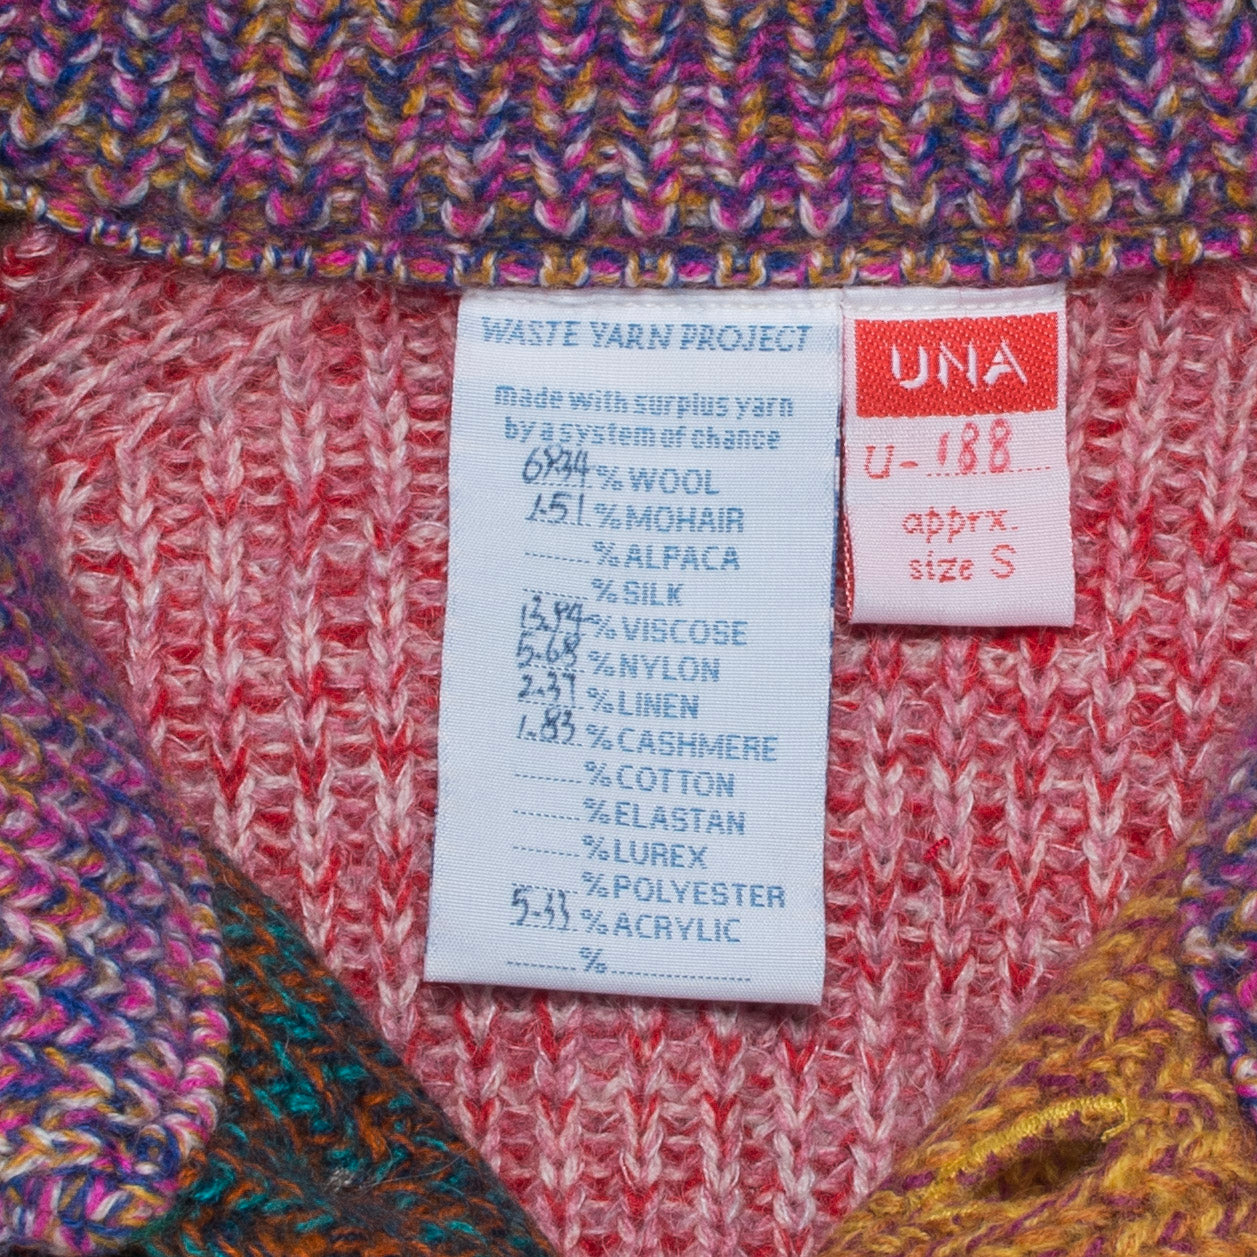 WASTE YARN PROJECT
made with surplus yarn
by a system of chance
69.34 % WOOL
1.51 % MOHAIR
% ALPACA
% SILK
13.94 % VISCOSE
5.68 % NYLON
2.37 % LINEN
1.83 % CASHMERE
% COTTON
% ELASTAN
% LUREX
% POLYESTER
5.33 % ACRYLIC
%
UNA
U-188
apprx.
size S